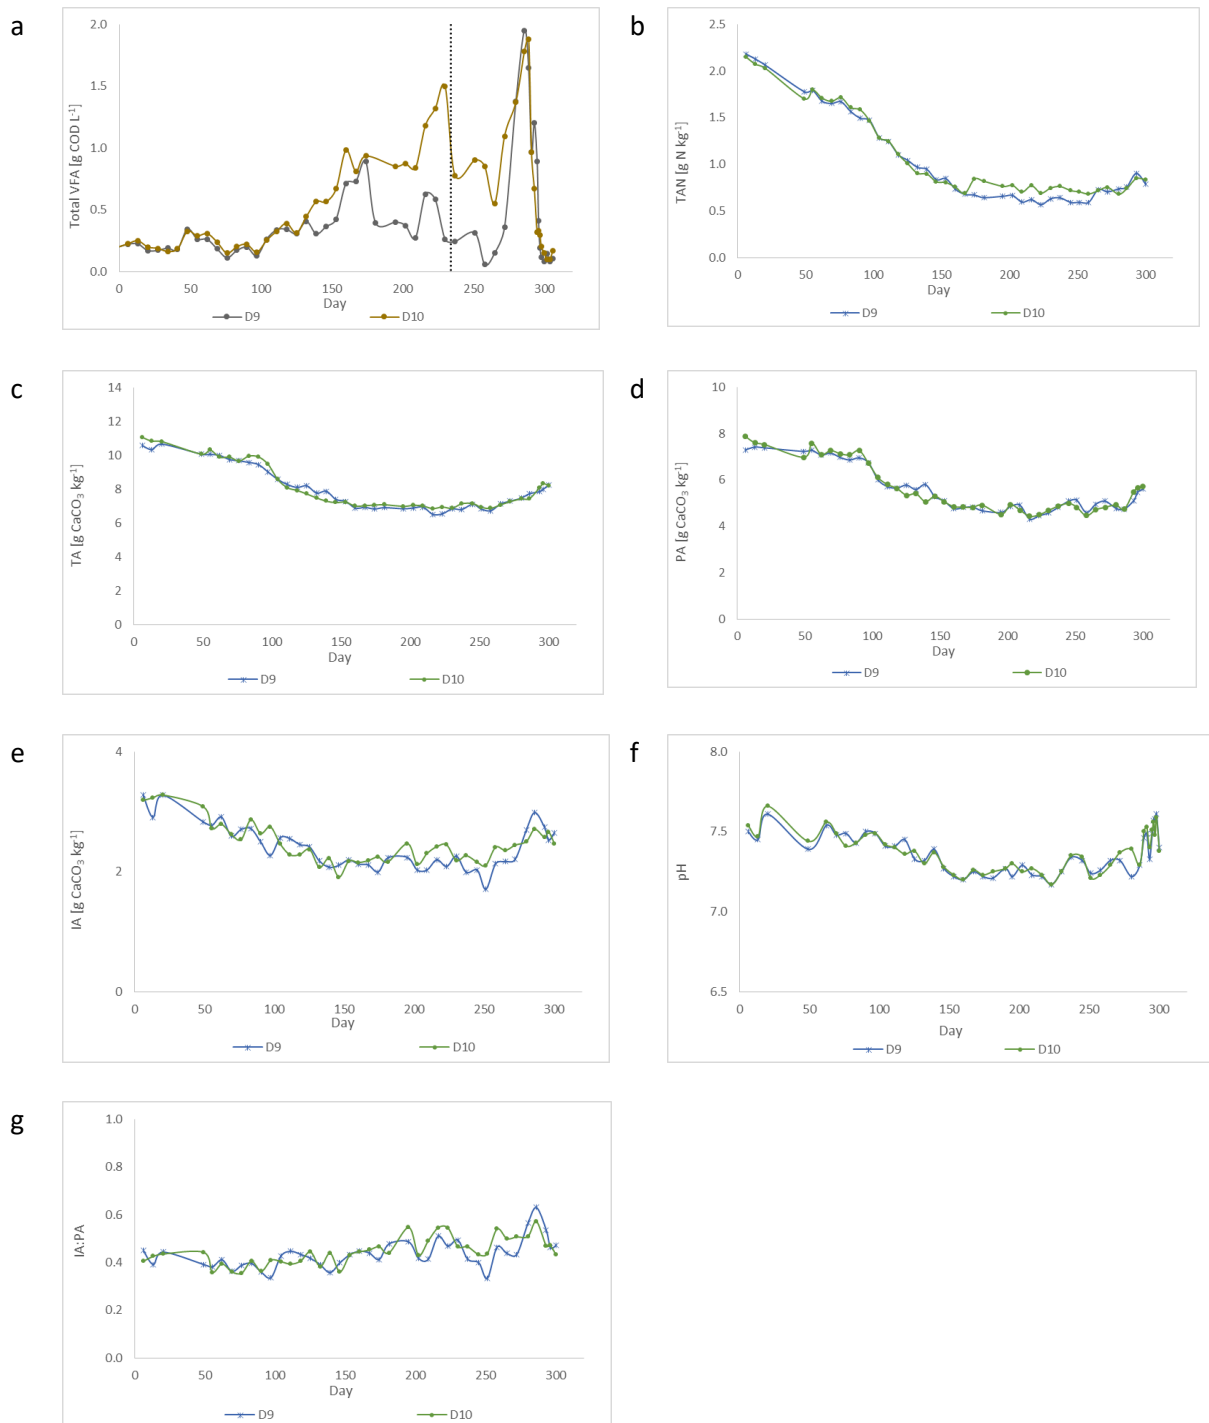 a
Total VFA [g COD L-1]
2.0
1.5
1.0
0.5
0.0
0 50 100 150 200 250 300
Day
D9 D10
b
TAN [g N kg-1]
2.5
2.0
1.5
1.0
0.5
0.0
0 50 100 150 200 250 300
Day
D9 D10
c
TA [g CaCO3 kg-1]
14
12
10
8
6
4
2
0
0 50 100 150 200 250 300
Day
D9 D10
d
PA [g CaCO3 kg-1]
10
8
6
4
2
0
0 50 100 150 200 250 300
Day
D9 D10
e
IA [g CaCO3 kg-1]
4
2
0
0 50 100 150 200 250 300
Day
D9 D10
f
pH
8.0
7.5
7.0
6.5
0 50 100 150 200 250 300
Day
D9 D10
g
IA:PA
1.0
0.8
0.6
0.4
0.2
0.0
0 50 100 150 200 250 300
Day
D9 D10